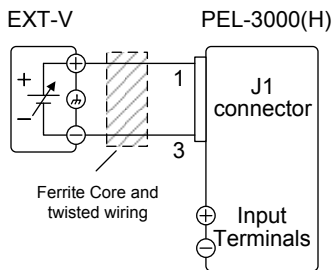 EXT-V
PEL-3000(H)
+
−
+
−
1
3
J1
connector
Ferrite Core and
twisted wiring
+
−
Input
Terminals